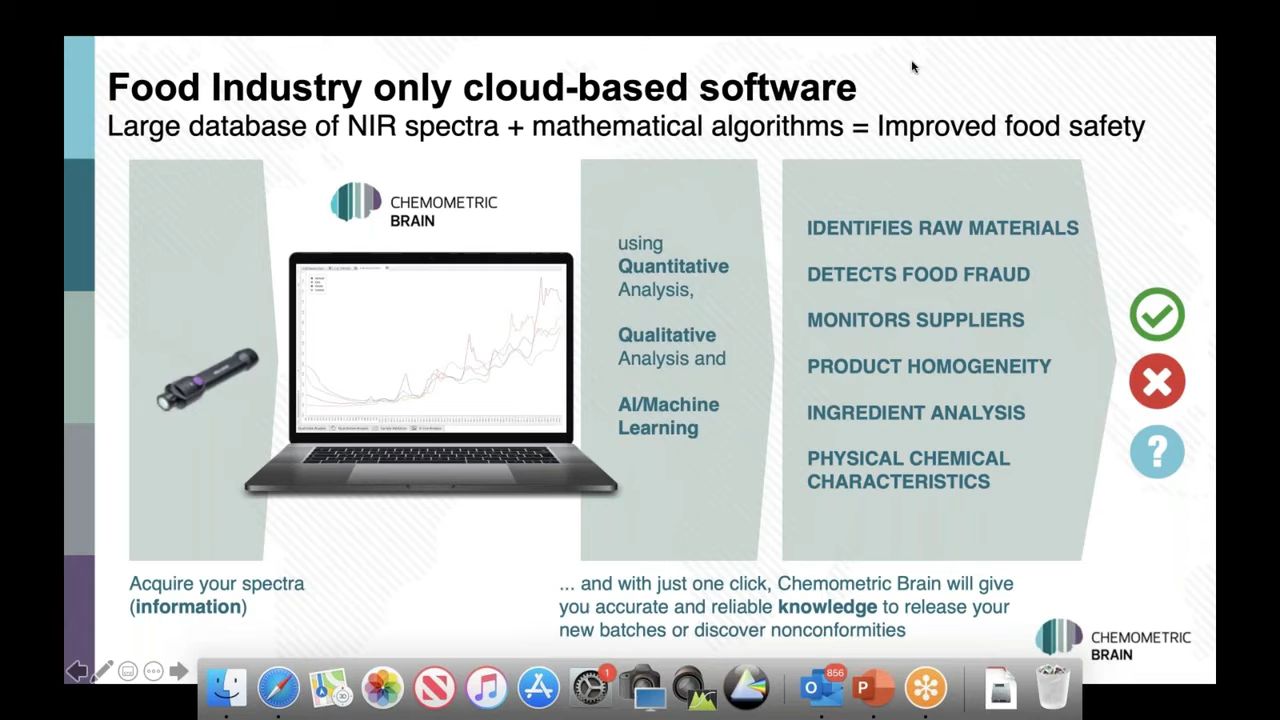 Food Industry only cloud-based software
Large database of NIR spectra + mathematical algorithms = Improved food safety
CHEMOMETRIC
BRAIN
using
Quantitative
Analysis,
Qualitative
Analysis and
AI/Machine
Learning
IDENTIFIES RAW MATERIALS
DETECTS FOOD FRAUD
MONITORS SUPPLIERS
PRODUCT HOMOGENEITY
INGREDIENT ANALYSIS
PHYSICAL CHEMICAL
CHARACTERISTICS
?
Acquire your spectra
(information)
... and with just one click, Chemometric Brain will give
you accurate and reliable knowledge to release your
new batches or discover nonconformities
CHEMOMETRIC
BRAIN
1
856